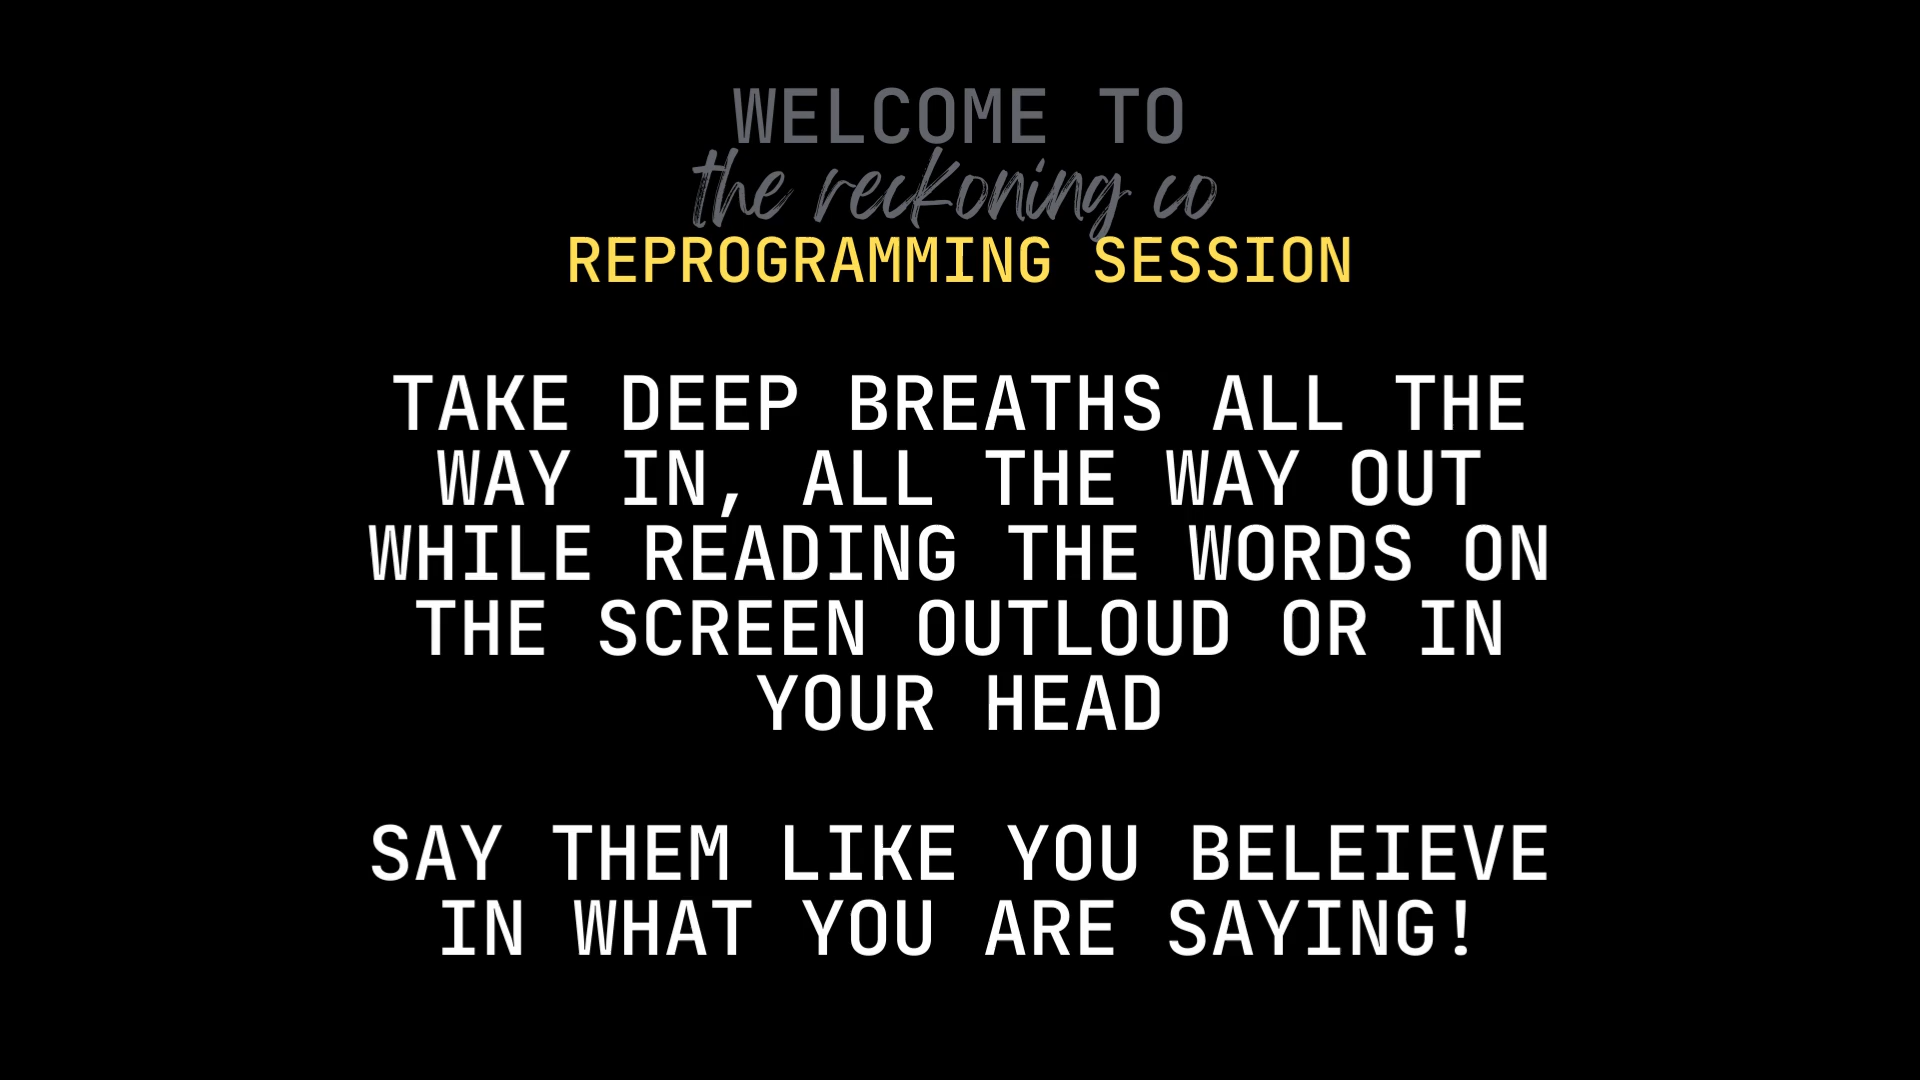 WELCOME TO
the reckoning co
REPROGRAMMING SESSION
TAKE DEEP BREATHS ALL THE
WAY IN, ALL THE WAY OUT
WHILE READING THE WORDS ON
THE SCREEN OUTLOUD OR IN
YOUR HEAD
SAY THEM LIKE YOU BELEIEVE
IN WHAT YOU ARE SAYING!